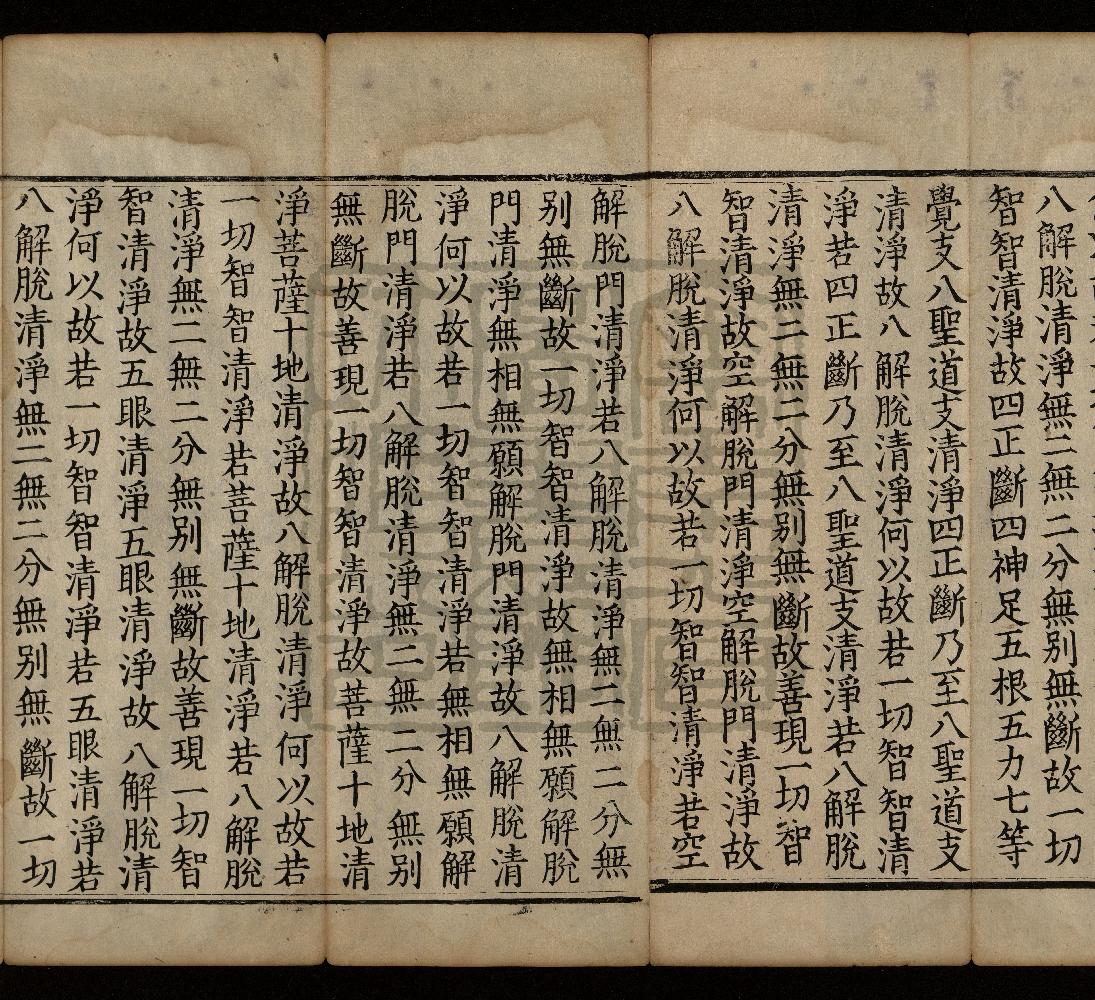 八解脫清淨無二無二分無別無斷故一切
智智清淨故四正斷四神足五根五力七等
覺支八聖道支清淨四正斷乃至八聖道支
清淨故八解脫清淨何以故若一切智智清
淨若四正斷乃至八聖道支清淨若八解脫
清淨無二無二分無別無斷故善現一切智
智清淨故空解脫門清淨空解脫門清淨故
八解脫清淨何以故若一切智智清淨若空
解脫門清淨若八解脫清淨無二無二分無
別無斷故一切智智清淨故無相無願解脫
門清淨無相無願解脫門清淨故八解脫清
淨何以故若一切智智清淨若無相無願解
脫門清淨若八解脫清淨無二無二分無別
無斷故善現一切智智清淨故菩薩十地清
淨菩薩十地清淨故八解脫清淨何以故若
一切智智清淨若菩薩十地清淨若八解脫
清淨無二無二分無別無斷故善現一切智
智清淨故五眼清淨五眼清淨故八解脫清
淨何以故若一切智智清淨若五眼清淨若
八解脫清淨無二無二分無別無斷故一切